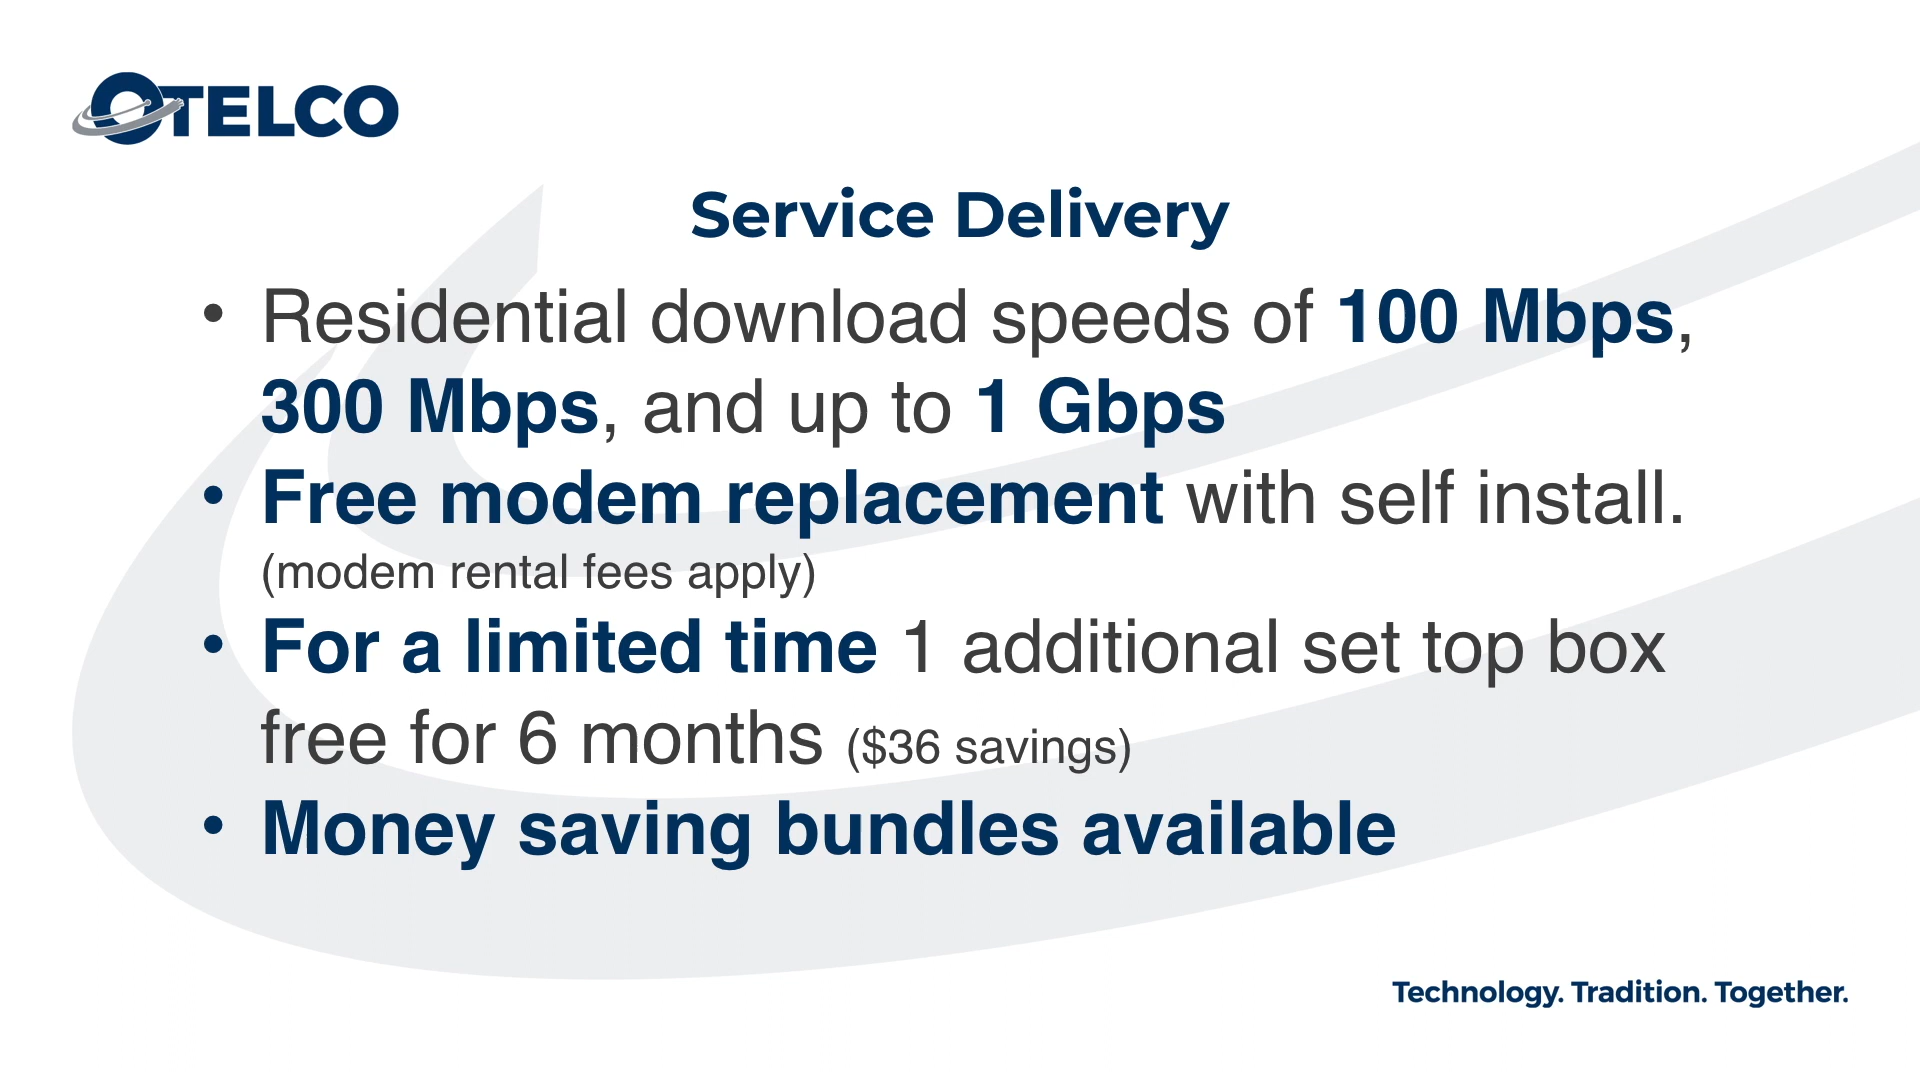 OTELCO
Service Delivery
• Residential download speeds of 100 Mbps,
300 Mbps, and up to 1 Gbps
• Free modem replacement with self install.
(modem rental fees apply)
• For a limited time 1 additional set top box
free for 6 months ($36 savings)
• Money saving bundles available
Technology. Tradition. Together.